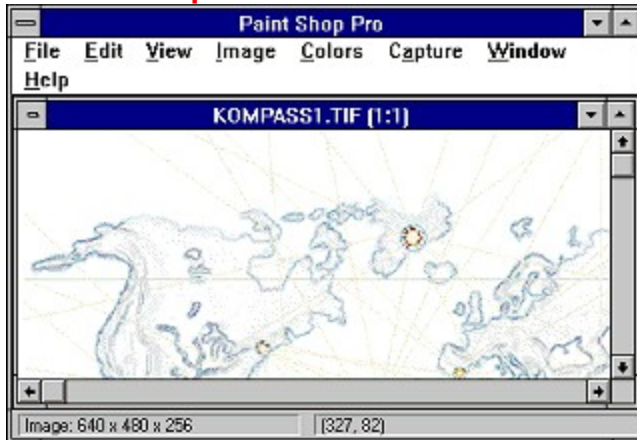 Paint Shop Pro
File Edit View Image Colors Capture Window
Help
KOMPASS1.TIF (1:1)
Image: 640 x 480 x 256 (327, 82)